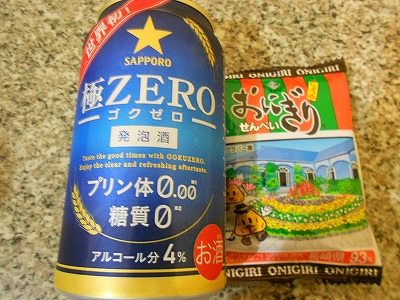 世界初!
SAPPORO
極ZERO
ゴクゼロ
発泡酒
Taste the good times with GOKUZERO.
Enjoy the clear and refreshing aftertaste.
プリン体0.00
糖質0
アルコール分4%
お酒
ONIGIRI ONIGIRI ONIGIRI
おにぎり
せんべい
93
ONIGIRI ONIGIRI ONIGIRI